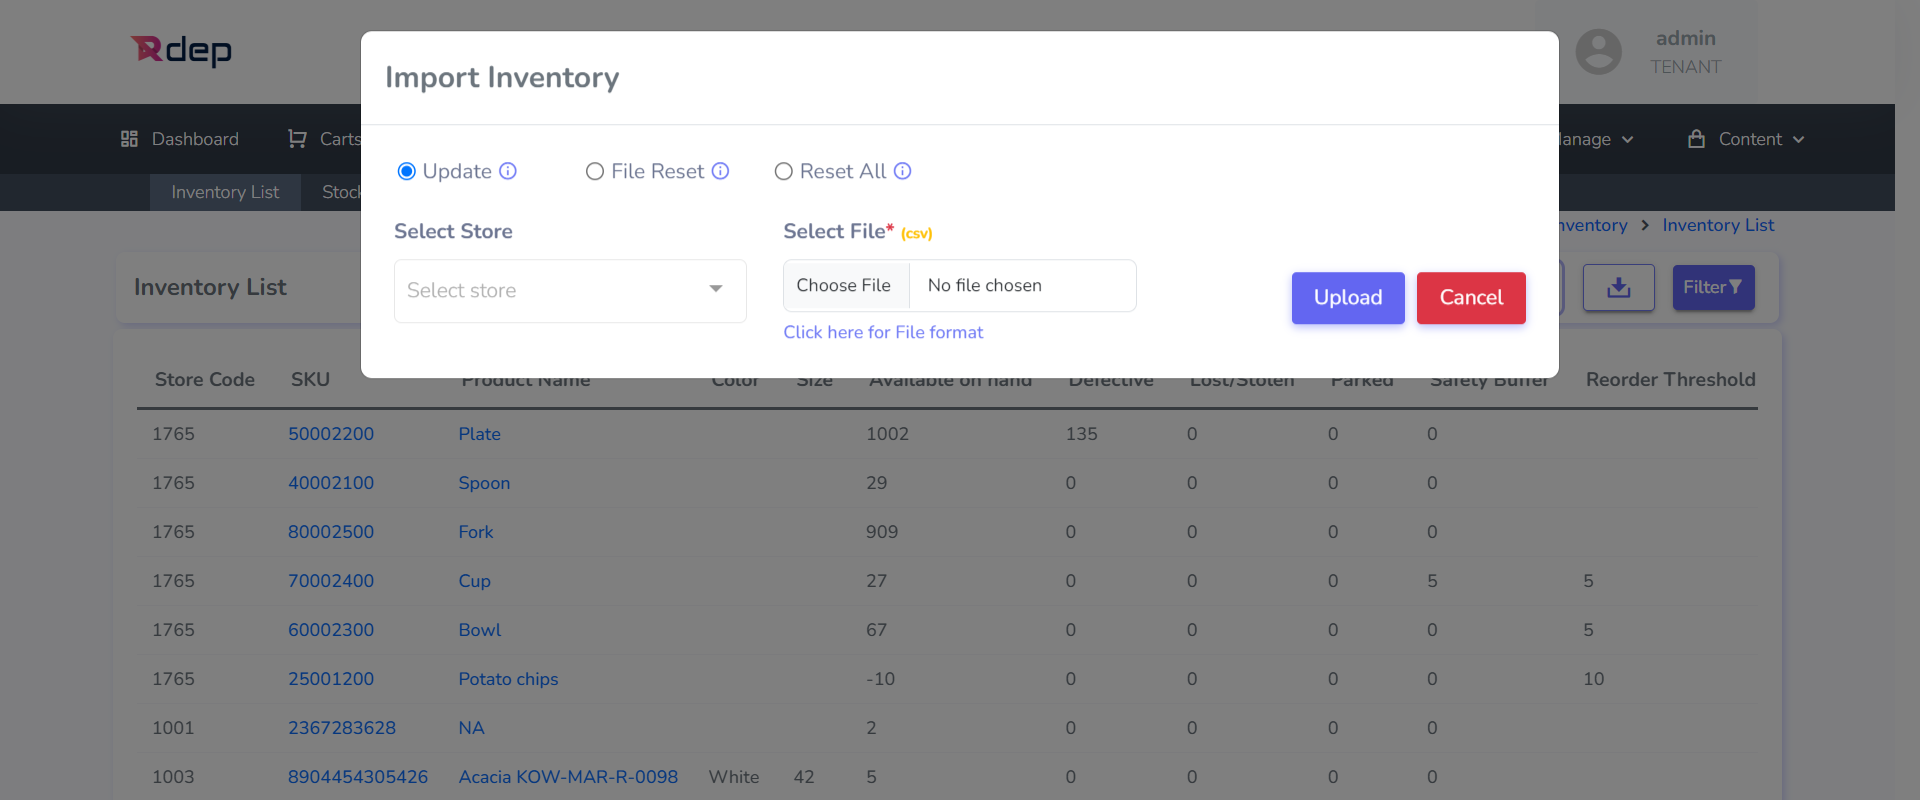 Rdep
admin
TENANT
Import Inventory
Dashboard
Carts
Content
Update
File Reset
Reset All
Inventory List
Select Store
Select File* (csv)
Inventory List
Select store
Choose File
No file chosen
Upload
Cancel
Click here for File format
Inventory List
Filter
Store Code SKU Product Name Color Size Available on hand Defective Lost/Stolen Parked Safety Buffer Reorder Threshold
1765 50002200 Plate 1002 135 0 0 0
1765 40002100 Spoon 29 0 0 0 0
1765 80002500 Fork 909 0 0 0 0
1765 70002400 Cup 27 0 0 0 5 5
1765 60002300 Bowl 67 0 0 0 0 5
1765 25001200 Potato chips -10 0 0 0 0 10
1001 2367283628 NA 2 0 0 0 0
1003 8904454305426 Acacia KOW-MAR-R-0098 White 42 5 0 0 0 0